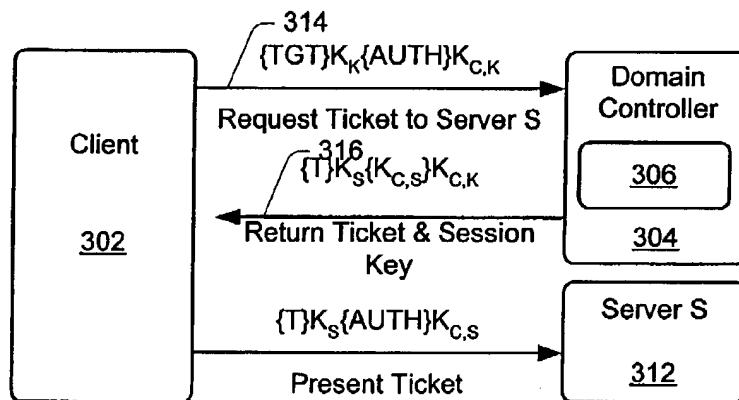 314
{TGT}K_K{AUTH}K_C,K
Request Ticket to Server S
316
{T}K_S{K_C,S}K_C,K
Return Ticket & Session
Key
{T}K_S{AUTH}K_C,S
Present Ticket
Client
302
Domain
Controller
306
304
Server S
312